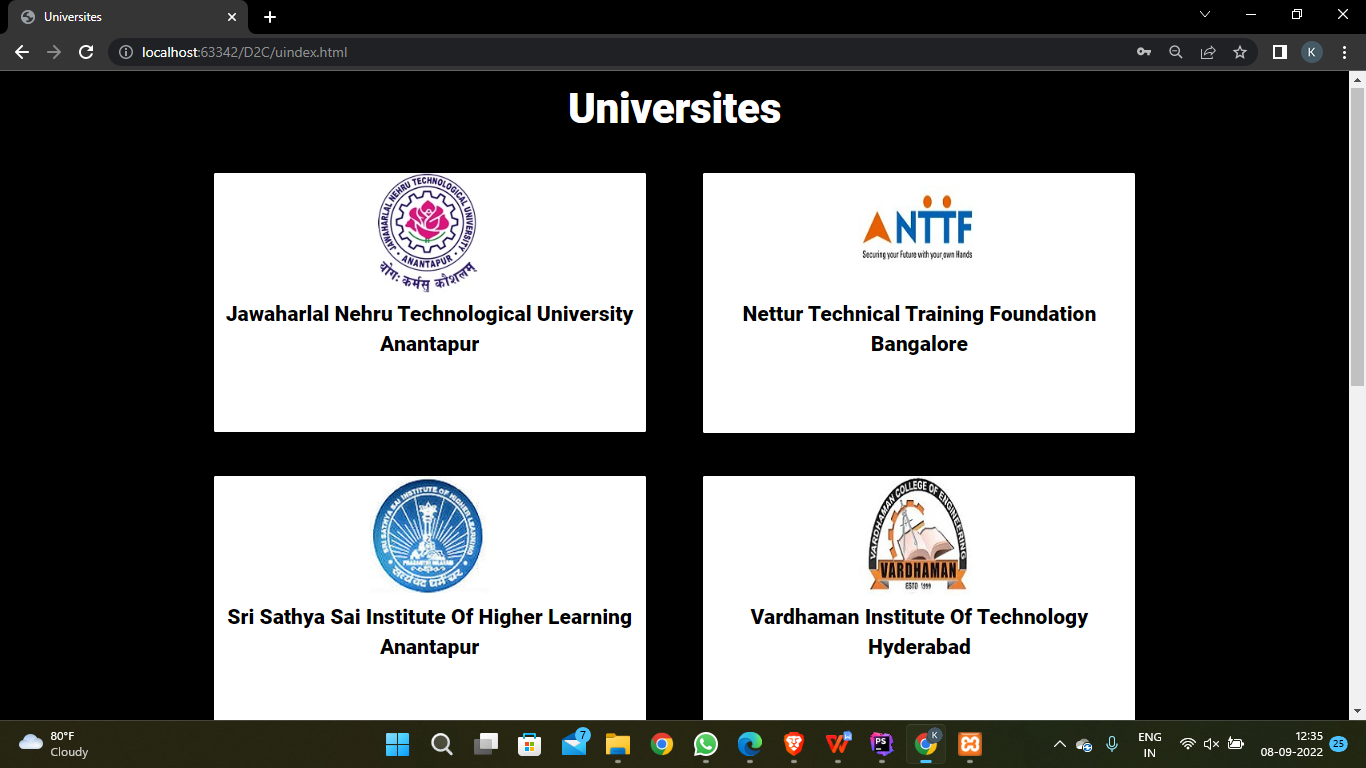 Universites
localhost:63342/D2C/uindex.html
K
Universites
JAWAHARLAL NEHRU TECHNOLOGICAL UNIVERSITY
• ANANTAPUR •
योगः कर्मसु कौशलम्
NTTF
Securing your Future with your own Hands
Jawaharlal Nehru Technological University
Anantapur
Nettur Technical Training Foundation
Bangalore
SRI SATHYA SAI INSTITUTE OF HIGHER LEARNING
VARDHAMAN COLLEGE OF ENGINEERING
VARDHAMAN
ESTD 1999
Sri Sathya Sai Institute Of Higher Learning
Anantapur
Vardhaman Institute Of Technology
Hyderabad
80°F
Cloudy
7
PS
K
ENG
IN
12:35
08-09-2022
25